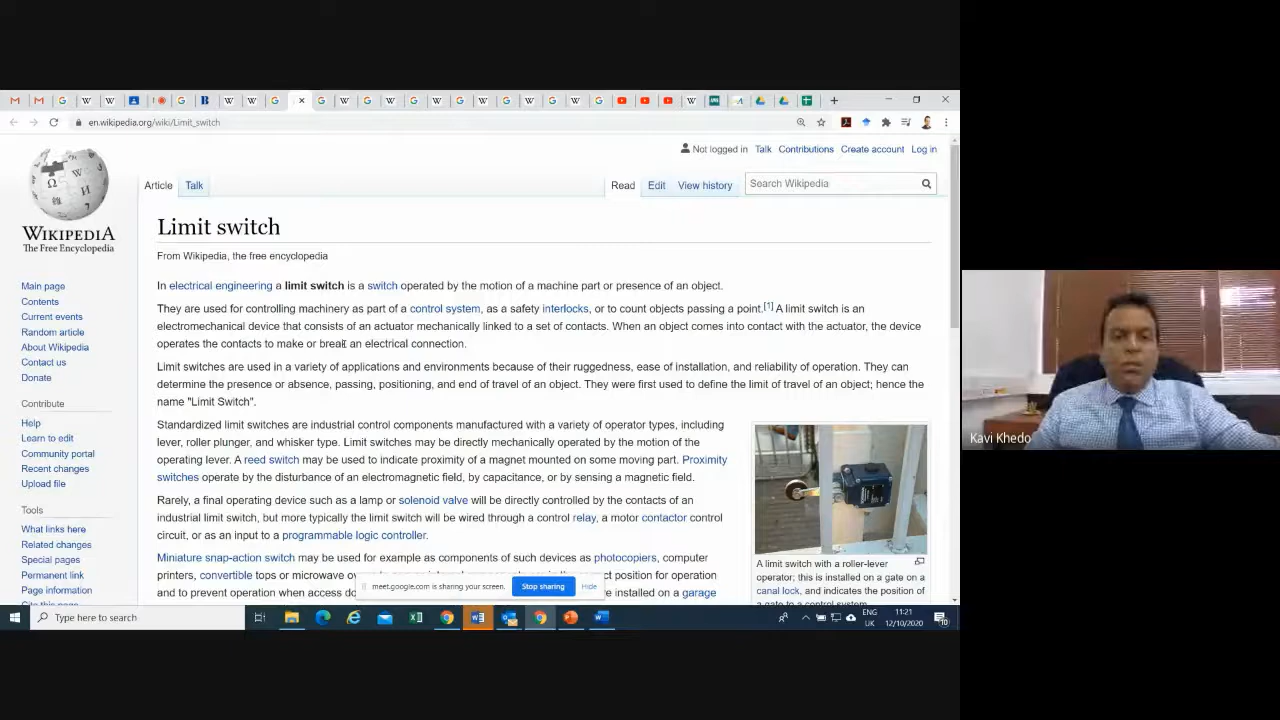 en.wikipedia.org/wiki/Limit_switch
Not logged in Talk Contributions Create account Log in
Article Talk
Read Edit View history
Search Wikipedia
WIKIPEDIA
The Free Encyclopedia
Main page
Contents
Current events
Random article
About Wikipedia
Contact us
Donate
Contribute
Help
Learn to edit
Community portal
Recent changes
Upload file
Tools
What links here
Related changes
Special pages
Permanent link
Page information
Cite this page
Limit switch
From Wikipedia, the free encyclopedia
In electrical engineering a limit switch is a switch operated by the motion of a machine part or presence of an object.
They are used for controlling machinery as part of a control system, as a safety interlocks, or to count objects passing a point.[1] A limit switch is an
electromechanical device that consists of an actuator mechanically linked to a set of contacts. When an object comes into contact with the actuator, the device
operates the contacts to make or break an electrical connection.
Limit switches are used in a variety of applications and environments because of their ruggedness, ease of installation, and reliability of operation. They can
determine the presence or absence, passing, positioning, and end of travel of an object. They were first used to define the limit of travel of an object; hence the
name "Limit Switch".
Standardized limit switches are industrial control components manufactured with a variety of operator types, including
lever, roller plunger, and whisker type. Limit switches may be directly mechanically operated by the motion of the
operating lever. A reed switch may be used to indicate proximity of a magnet mounted on some moving part. Proximity
switches operate by the disturbance of an electromagnetic field, by capacitance, or by sensing a magnetic field.
Rarely, a final operating device such as a lamp or solenoid valve will be directly controlled by the contacts of an
industrial limit switch, but more typically the limit switch will be wired through a control relay, a motor contactor control
circuit, or as an input to a programmable logic controller.
Miniature snap-action switch may be used for example as components of such devices as photocopiers, computer
printers, convertible tops or microwave position for operation
and to prevent operation when access installed on a garage
A limit switch with a roller-lever
operator; this is installed on a gate on a
canal lock, and indicates the position of
a gate to a control system.
meet.google.com is sharing your screen. Stop sharing Hide
Kavi Khedo
Type here to search
ENG
UK
11:21
12/10/2020